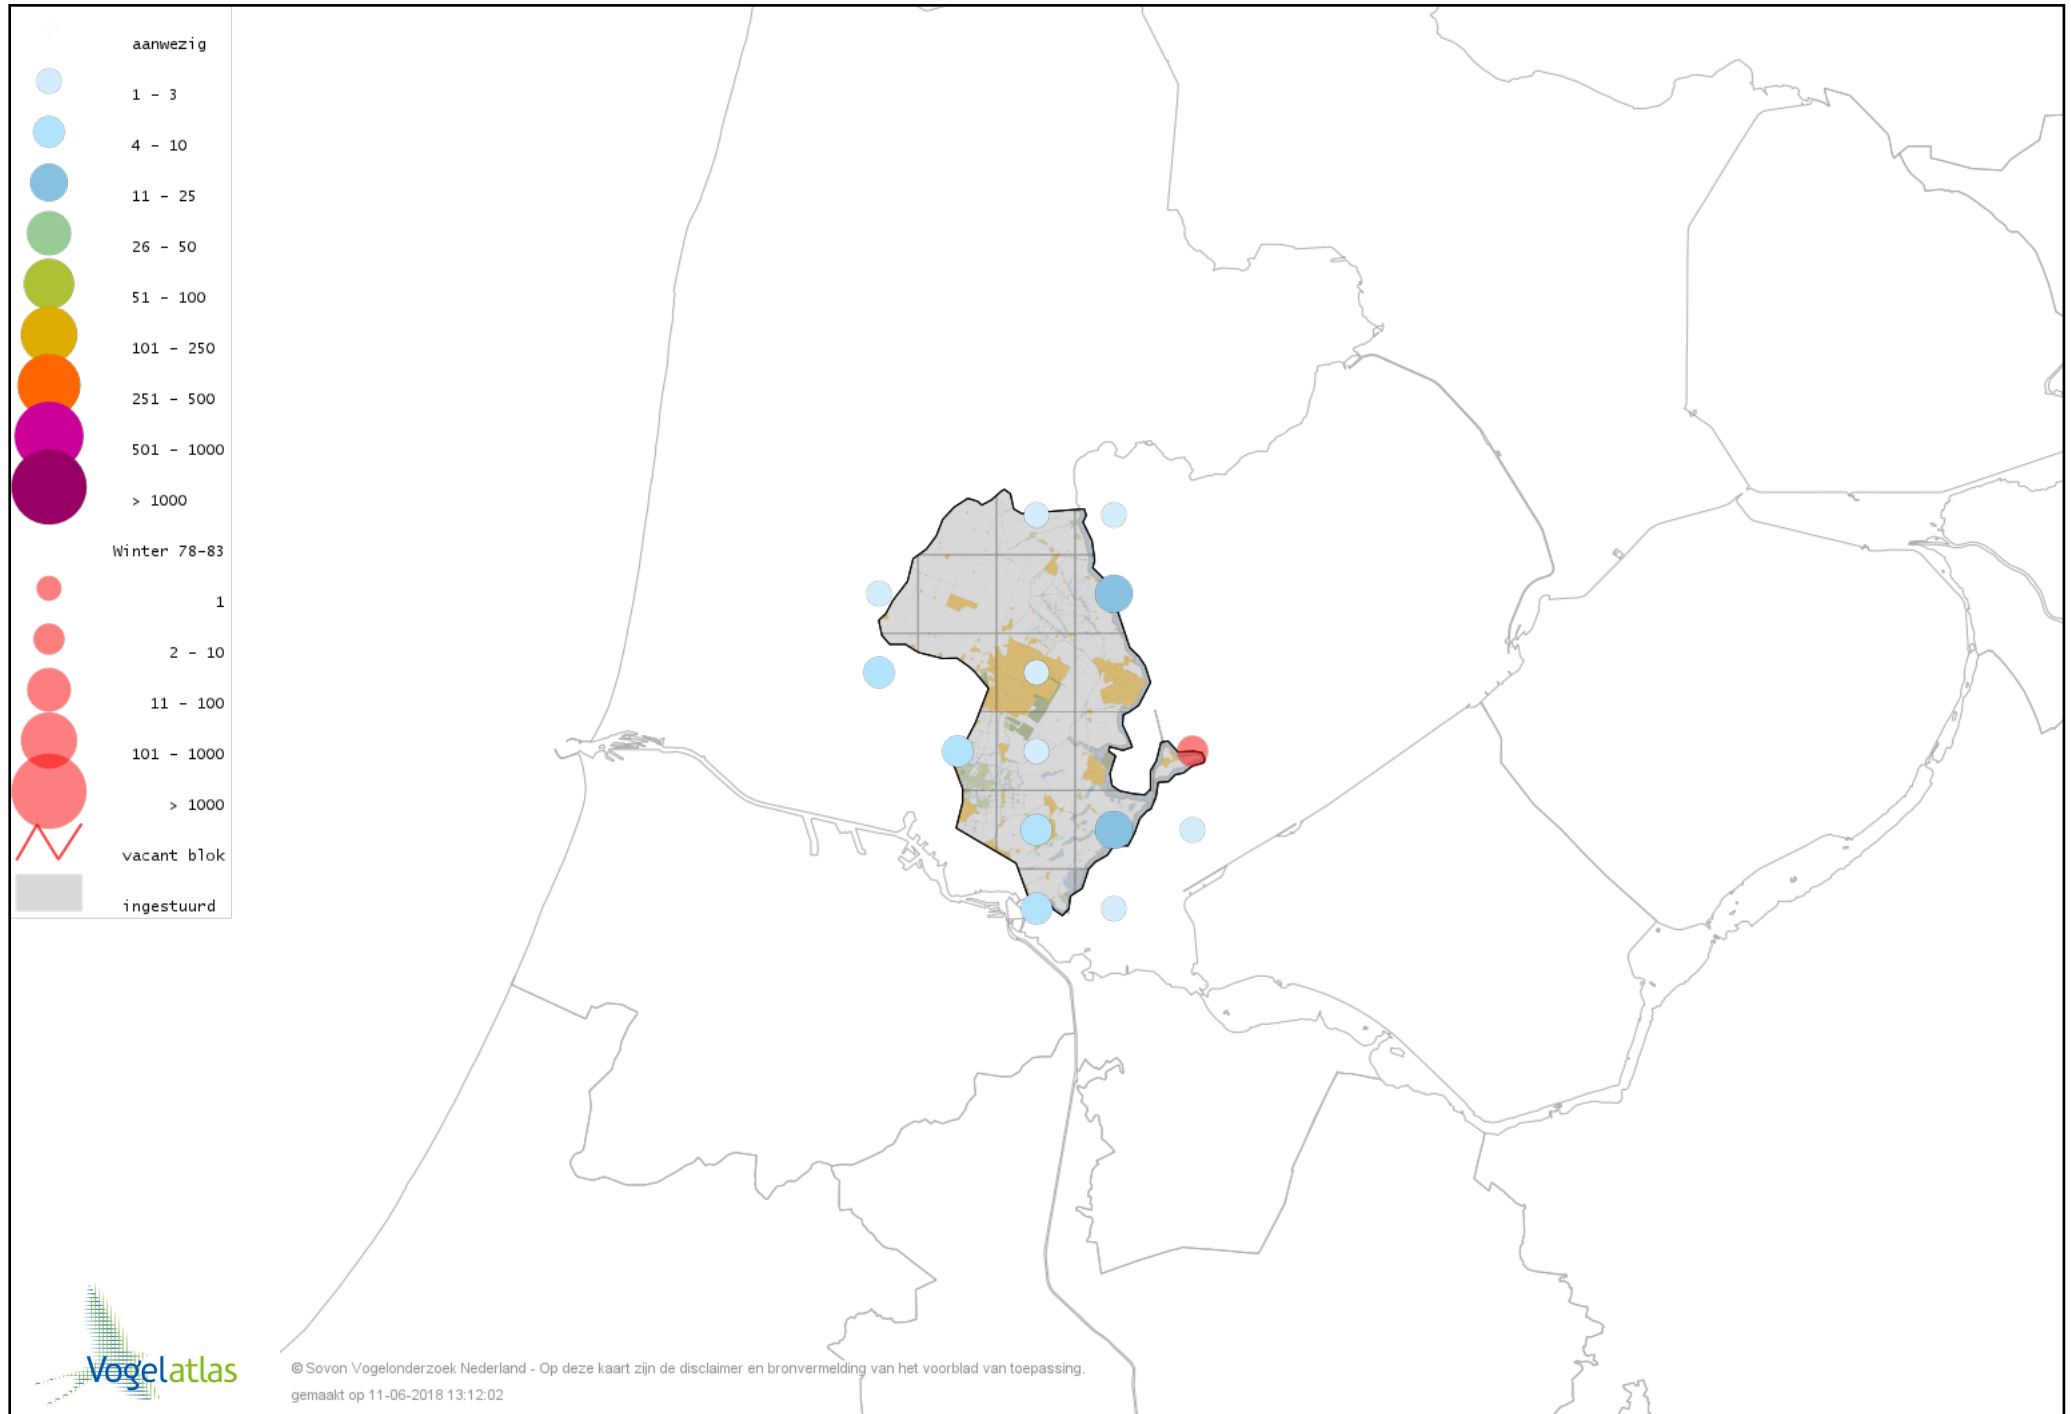 aanwezig
1 - 3
4 - 10
11 - 25
26 - 50
51 - 100
101 - 250
251 - 500
501 - 1000
> 1000
Winter 78-83
1
2 - 10
11 - 100
101 - 1000
> 1000
vacant blok
ingestuurd
Vogelatlas
© Sovon Vogelonderzoek Nederland - Op deze kaart zijn de disclaimer en bronvermelding van het voorblad van toepassing.
gemaakt op 11-06-2018 13:12:02